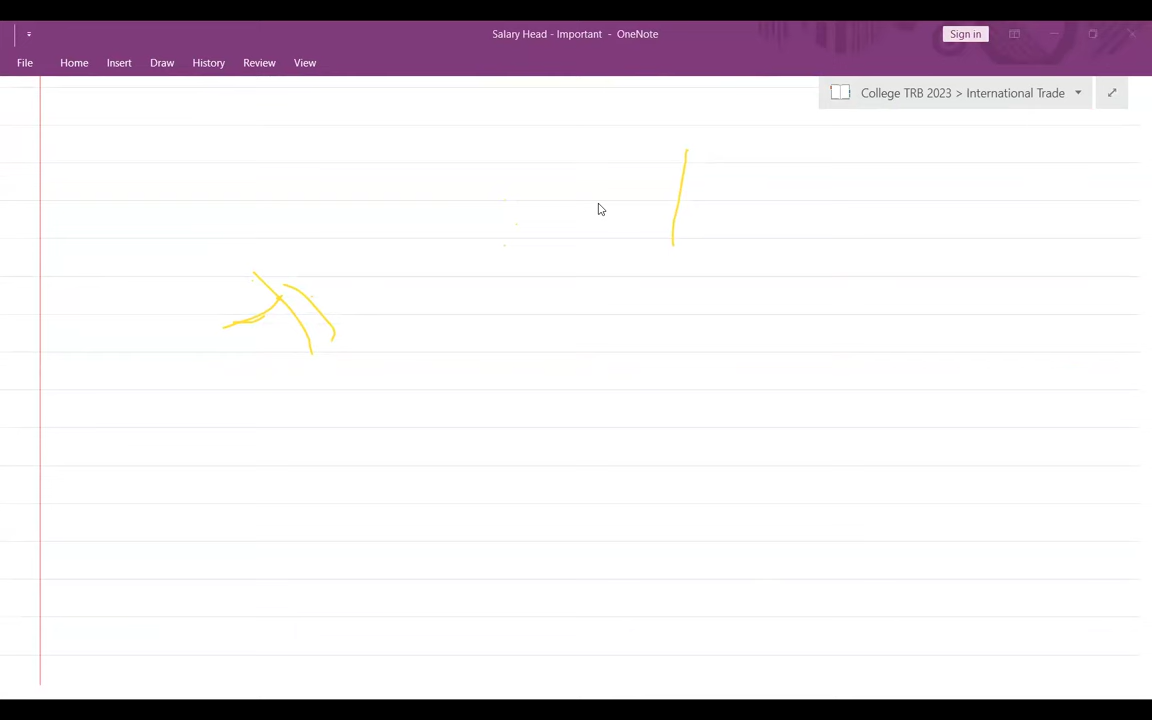 Salary Head - Important - OneNote
Sign in
File Home Insert Draw History Review View
College TRB 2023 > International Trade